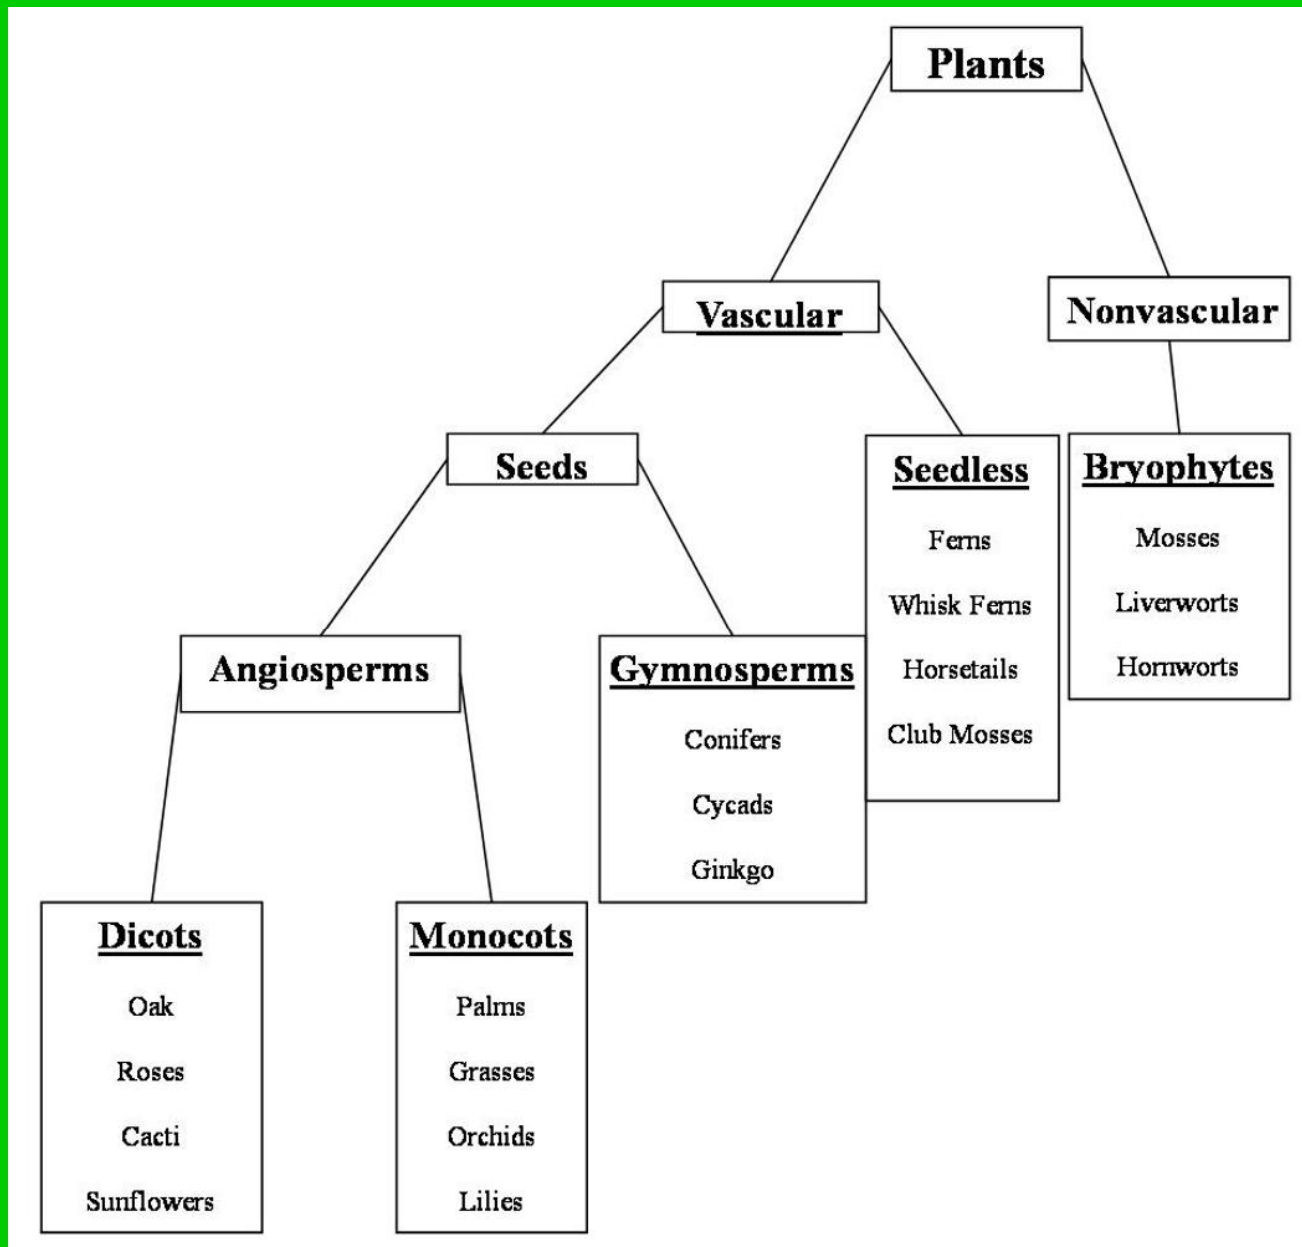 Plants
Vascular
Nonvascular
Seeds
Seedless
Ferns
Whisk Ferns
Horsetails
Club Mosses
Bryophytes
Mosses
Liverworts
Hornworts
Angiosperms
Gymnosperms
Conifers
Cycads
Ginkgo
Dicots
Oak
Roses
Cacti
Sunflowers
Monocots
Palms
Grasses
Orchids
Lilies